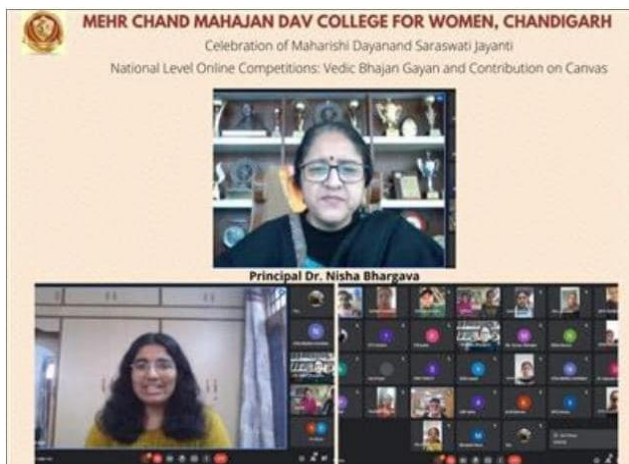 MEHR CHAND MAHAJAN DAV COLLEGE FOR WOMEN, CHANDIGARH
Celebration of Maharishi Dayanand Saraswati Jayanti
National Level Online Competitions: Vedic Bhajan Gayan and Contribution on Canvas
Principal Dr. Nisha Bhargava